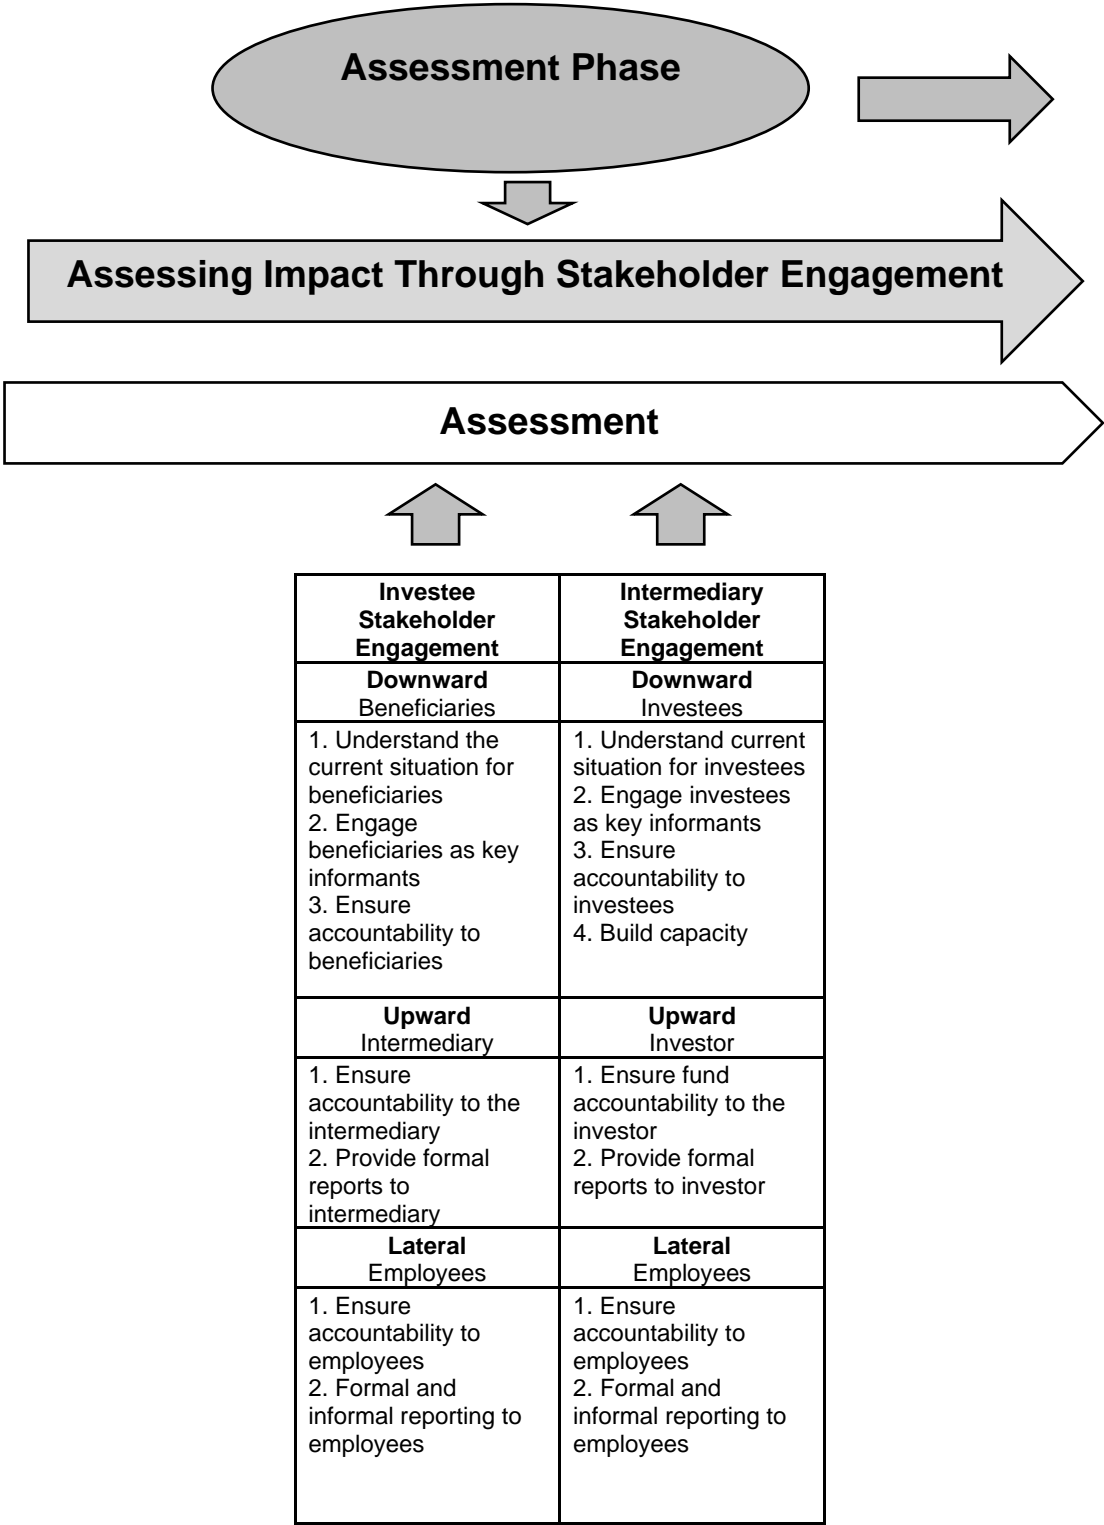 Assessment Phase
Assessing Impact Through Stakeholder Engagement
Assessment
Investee
Stakeholder
Engagement
Intermediary
Stakeholder
Engagement
Downward
Beneficiaries
Downward
Investees
1. Understand the
current situation for
beneficiaries
2. Engage
beneficiaries as key
informants
3. Ensure
accountability to
beneficiaries
1. Understand current
situation for investees
2. Engage investees
as key informants
3. Ensure
accountability to
investees
4. Build capacity
Upward
Intermediary
Upward
Investor
1. Ensure
accountability to the
intermediary
2. Provide formal
reports to
intermediary
1. Ensure fund
accountability to the
investor
2. Provide formal
reports to investor
Lateral
Employees
Lateral
Employees
1. Ensure
accountability to
employees
2. Formal and
informal reporting to
employees
1. Ensure
accountability to
employees
2. Formal and
informal reporting to
employees